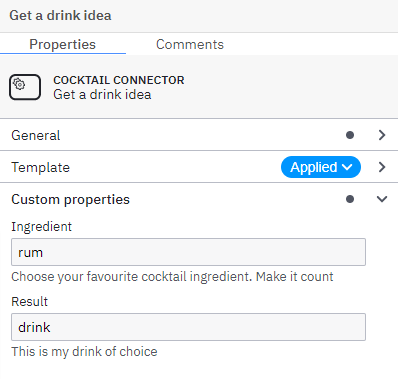 Get a drink idea
Properties Comments
COCKTAIL CONNECTOR
Get a drink idea
General
Template Applied
Custom properties
Ingredient
rum
Choose your favourite cocktail ingredient. Make it count
Result
drink
This is my drink of choice